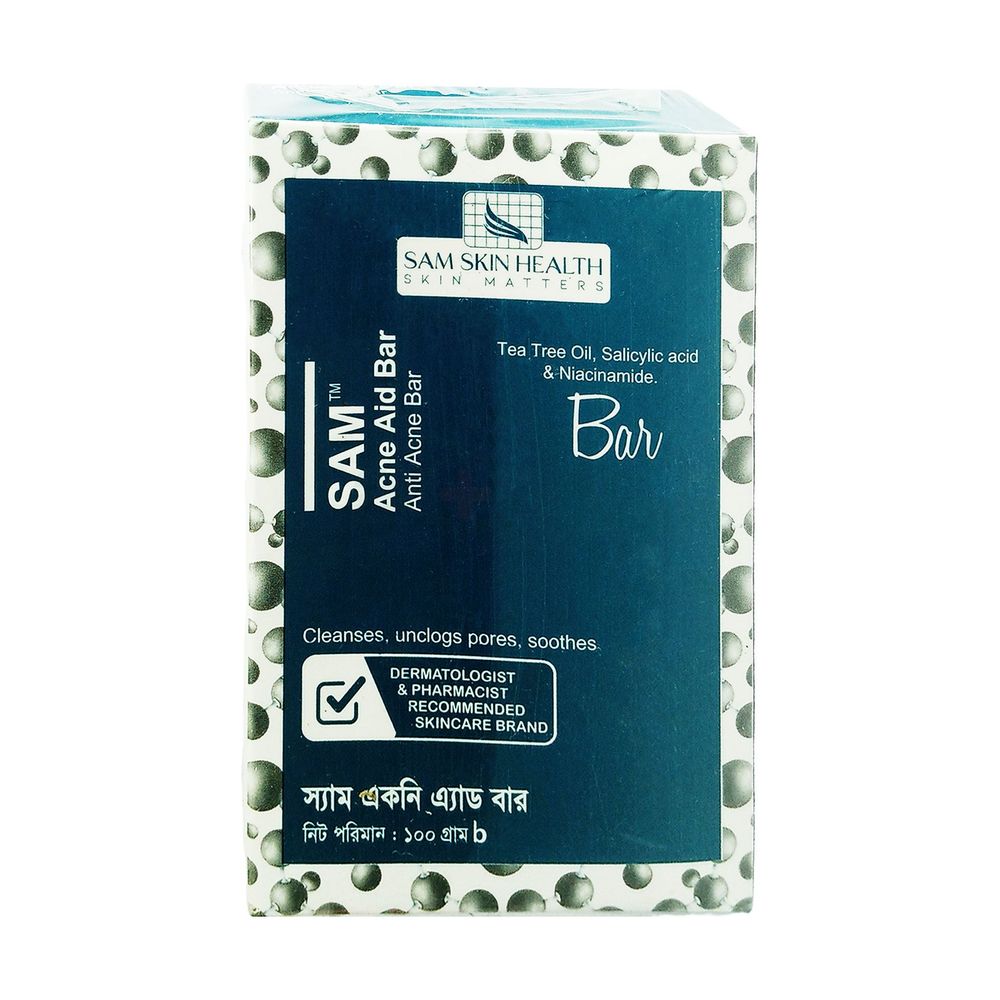 SAM SKIN HEALTH
SKIN MATTERS
SAM™
Acne Aid Bar
Anti Acne Bar
Tea Tree Oil, Salicylic acid
& Niacinamide.
Bar
Cleanses, unclogs pores, soothes
DERMATOLOGIST
& PHARMACIST
RECOMMENDED
SKINCARE BRAND
স্যাম একনি এ্যাড বার
নিট পরিমান : ১০০ গ্রাম b